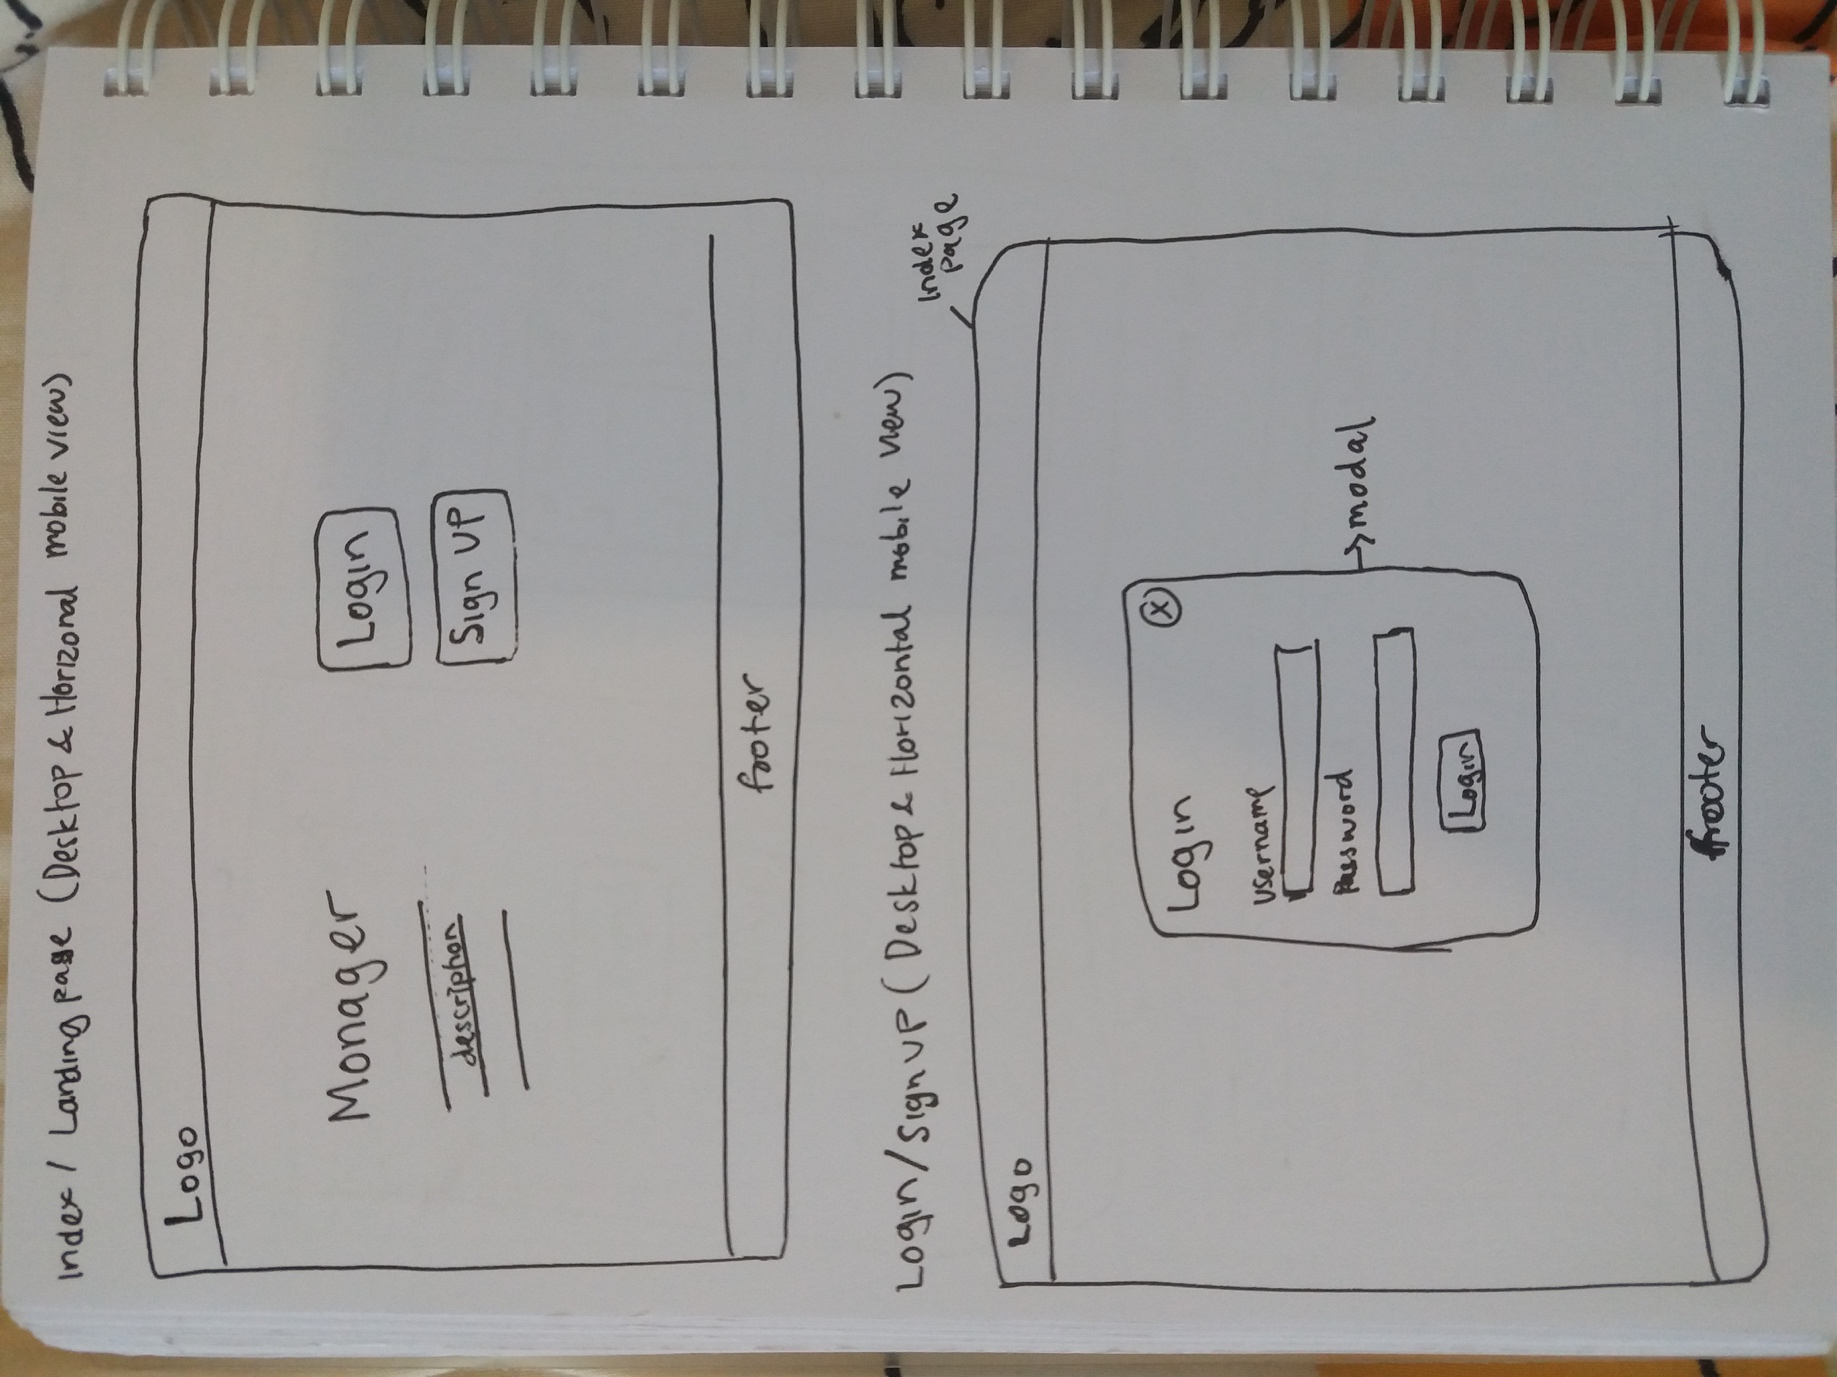 Index / Landing page (Desktop & Horizonal mobile view)
Logo
Monager
description
Login
Sign UP
footer
Login/Sign UP (Desktop & Horizontal mobile view)
Index
page
Logo
Login
X
Username
Password
Login
modal
footer